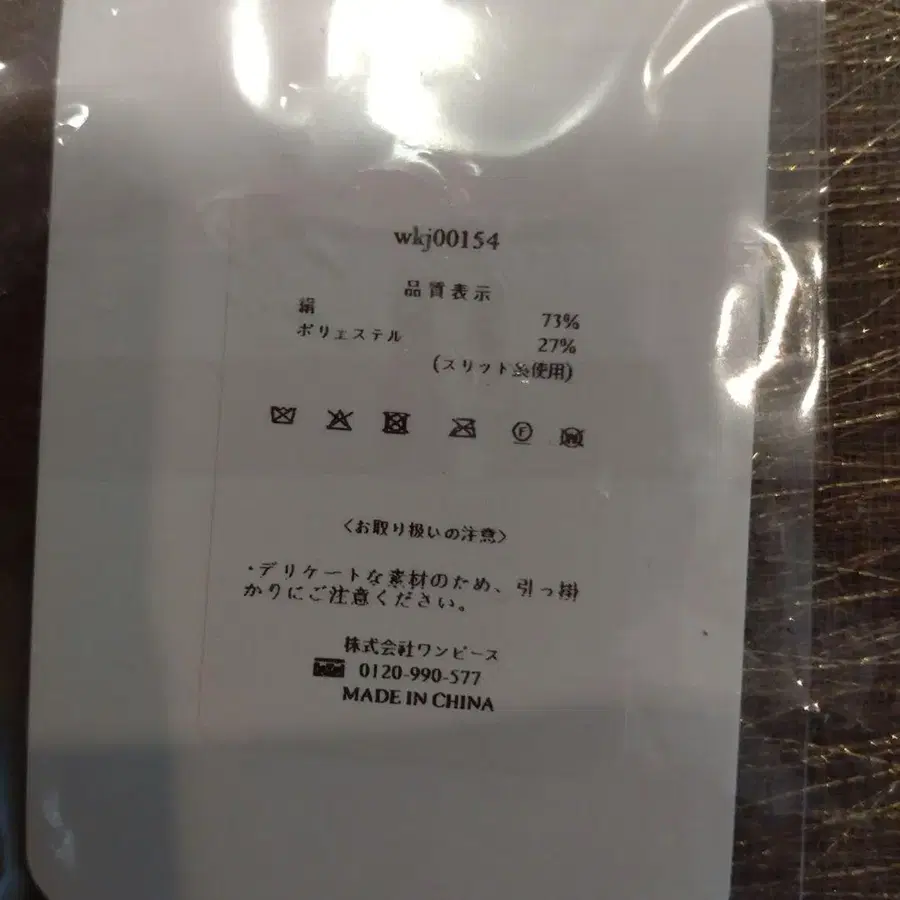 wkj00154
品質表示
絹 73%
ポリエステル 27%
(スリット糸使用)
F
W
<お取り扱いの注意>
・デリケートな素材のため、引っ掛
かりにご注意ください。
株式会社ワンピース
0120-990-577
MADE IN CHINA